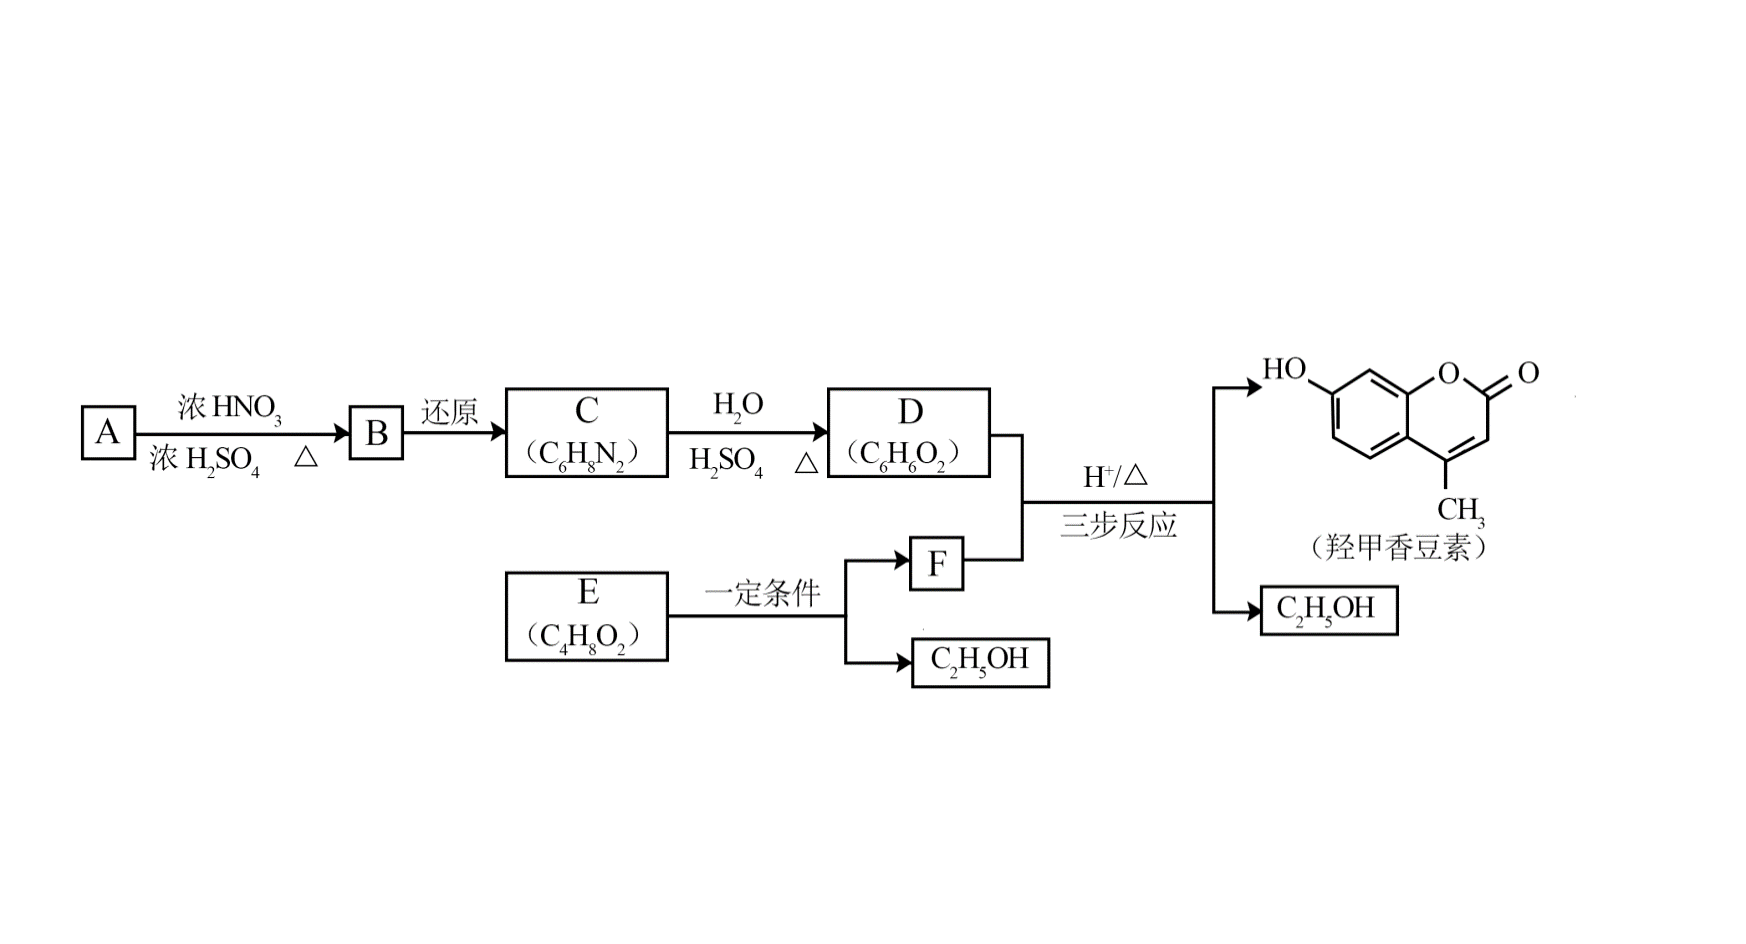 A
浓 HNO₃
浓 H₂SO₄ △
B
还原
C
（C₆H₈N₂）
H₂O
H₂SO₄ △
D
（C₆H₆O₂）
E
（C₄H₈O₂）
一定条件
F
C₂H₅OH
H⁺/△
三步反应
HO
O
O
CH₃
（羟甲香豆素）
C₂H₅OH